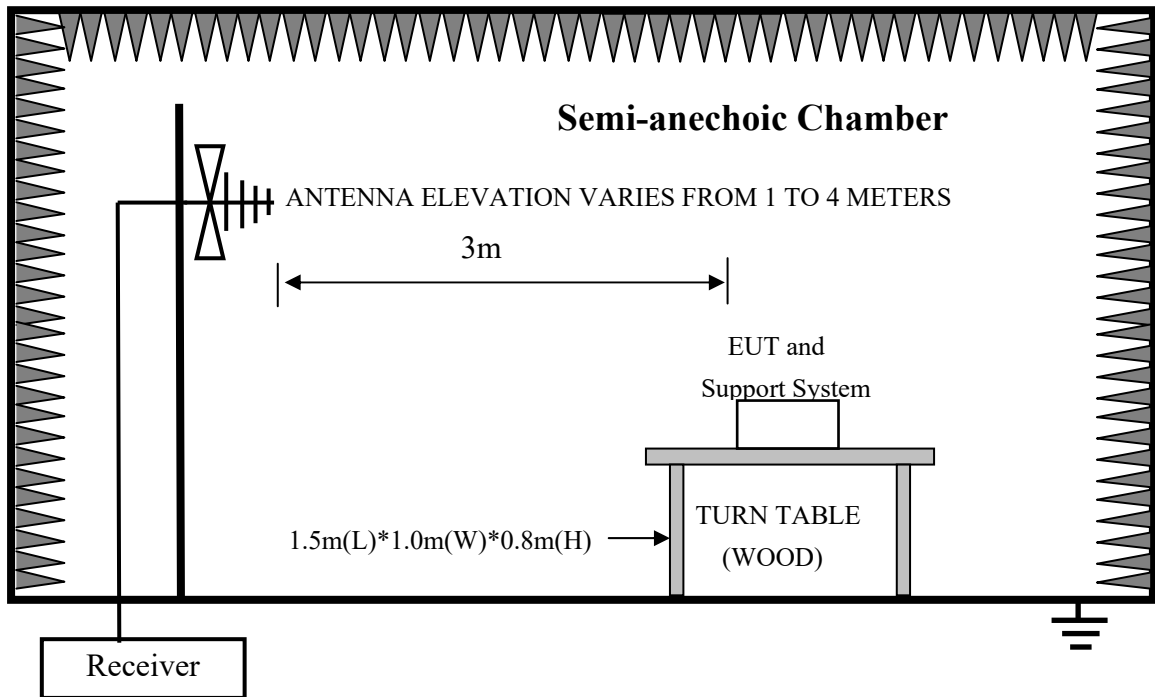 Semi-anechoic Chamber
ANTENNA ELEVATION VARIES FROM 1 TO 4 METERS
3m
EUT and
Support System
1.5m(L)*1.0m(W)*0.8m(H)
TURN TABLE
(WOOD)
Receiver